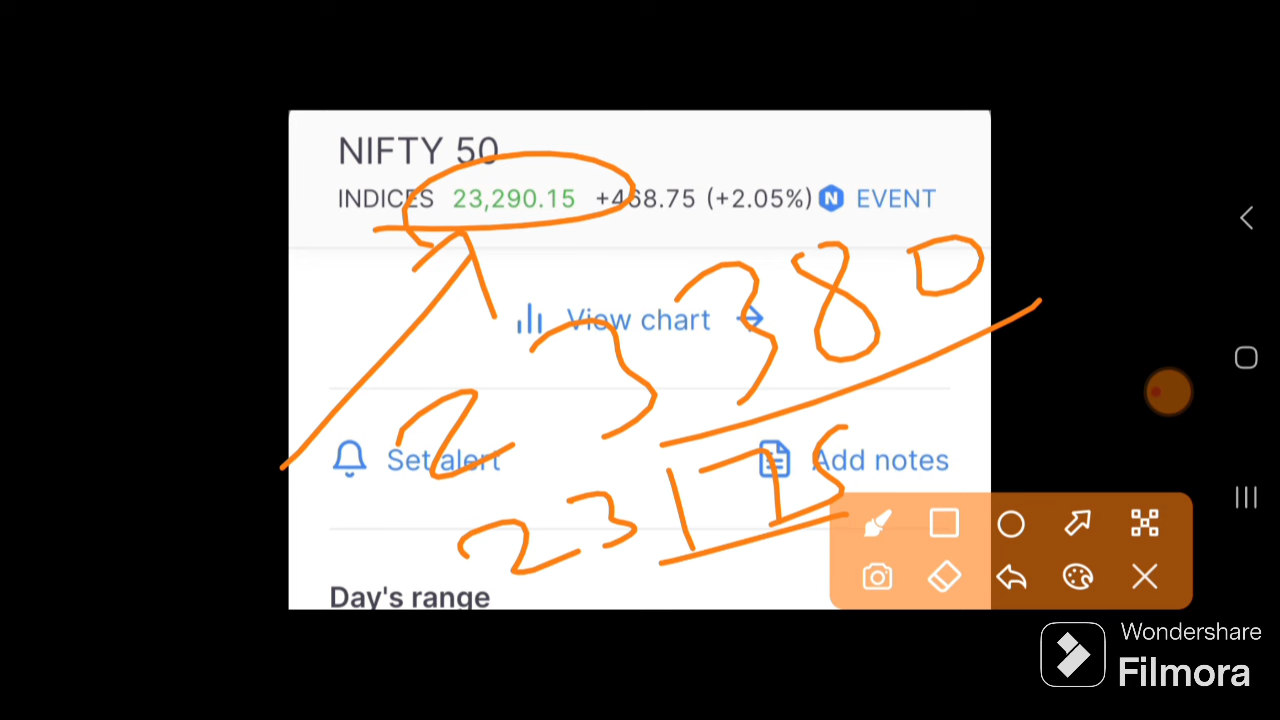 NIFTY 50
INDICES 23,290.15 +468.75 (+2.05%) N EVENT
23380
View chart
Set alert
Add notes
23175
Day's range
Wondershare
Filmora